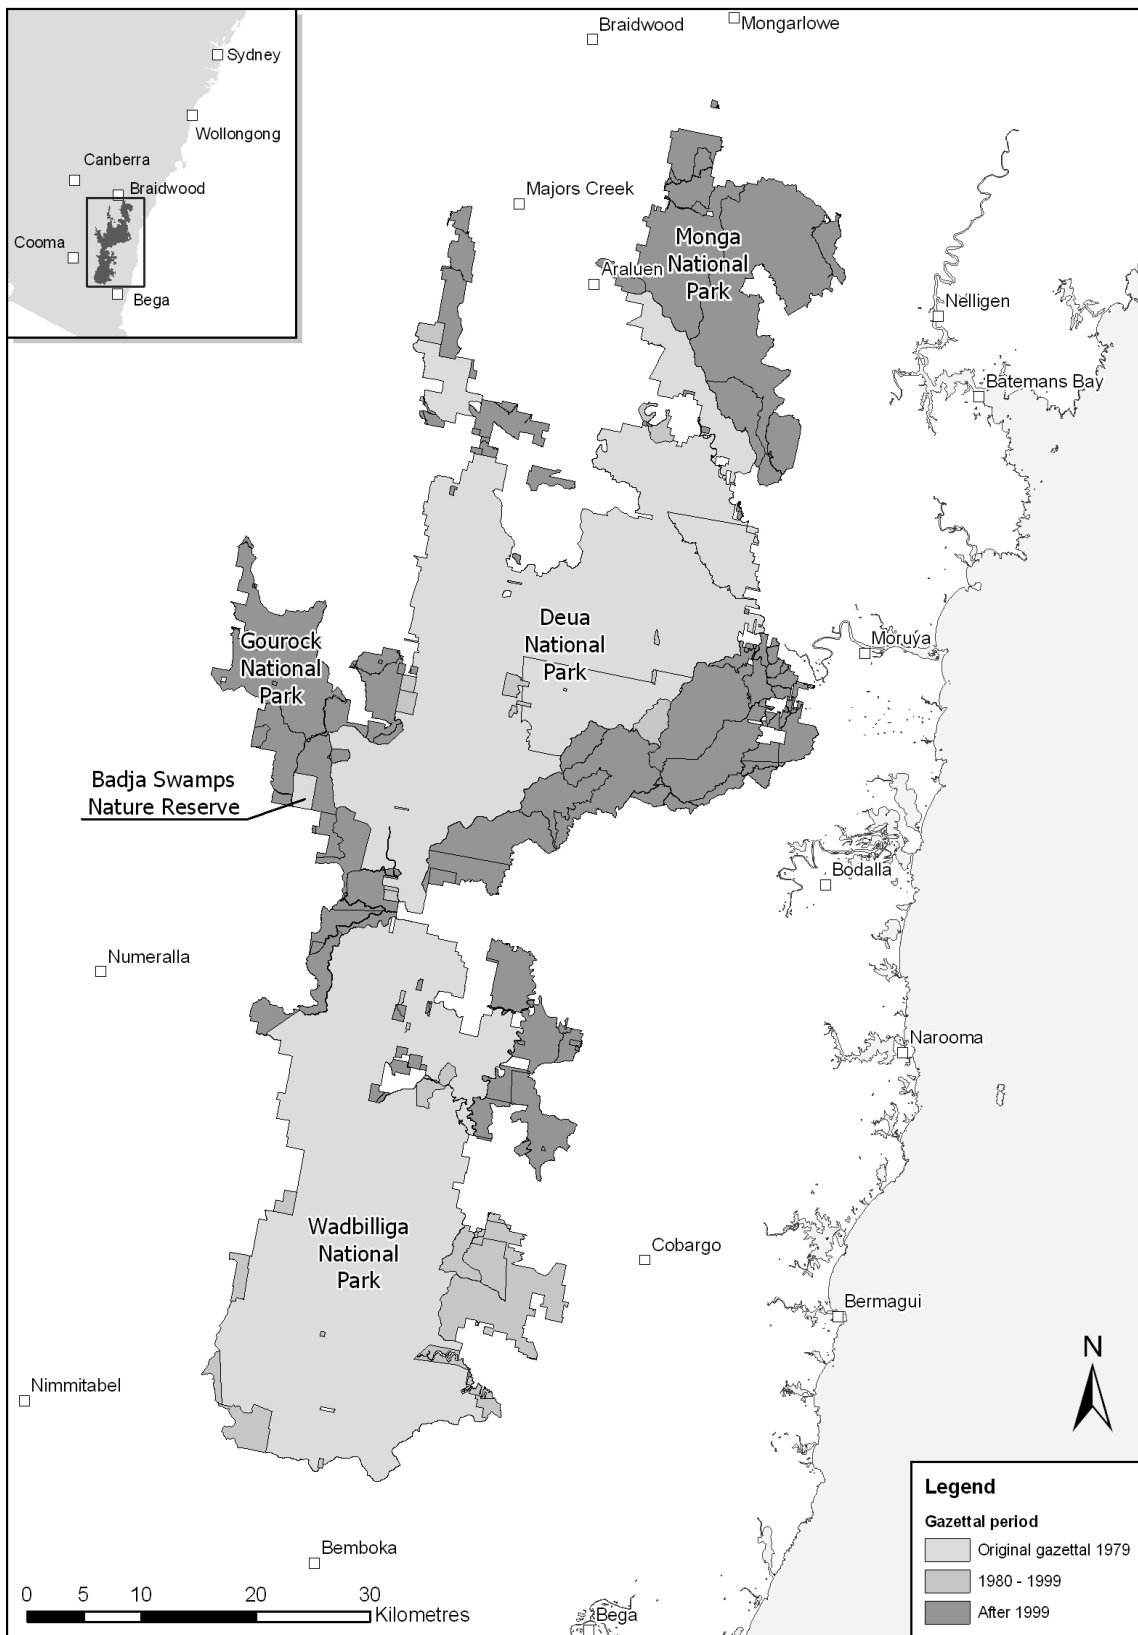 Sydney
Wollongong
Canberra
Braidwood
Cooma
Bega
Braidwood
Mongarlowe
Majors Creek
Monga
National
Park
Araluen
Nelligen
Batemans Bay
Deua
National
Park
Gourock
National
Park
Moruya
Badja Swamps
Nature Reserve
Bodalla
Numeralla
Narooma
Wadbilliga
National
Park
Cobargo
Bermagui
Nimmitabel
N
Bemboka
Bega
0 5 10 20 30
Kilometres
Legend
Gazettal period
Original gazettal 1979
1980 - 1999
After 1999